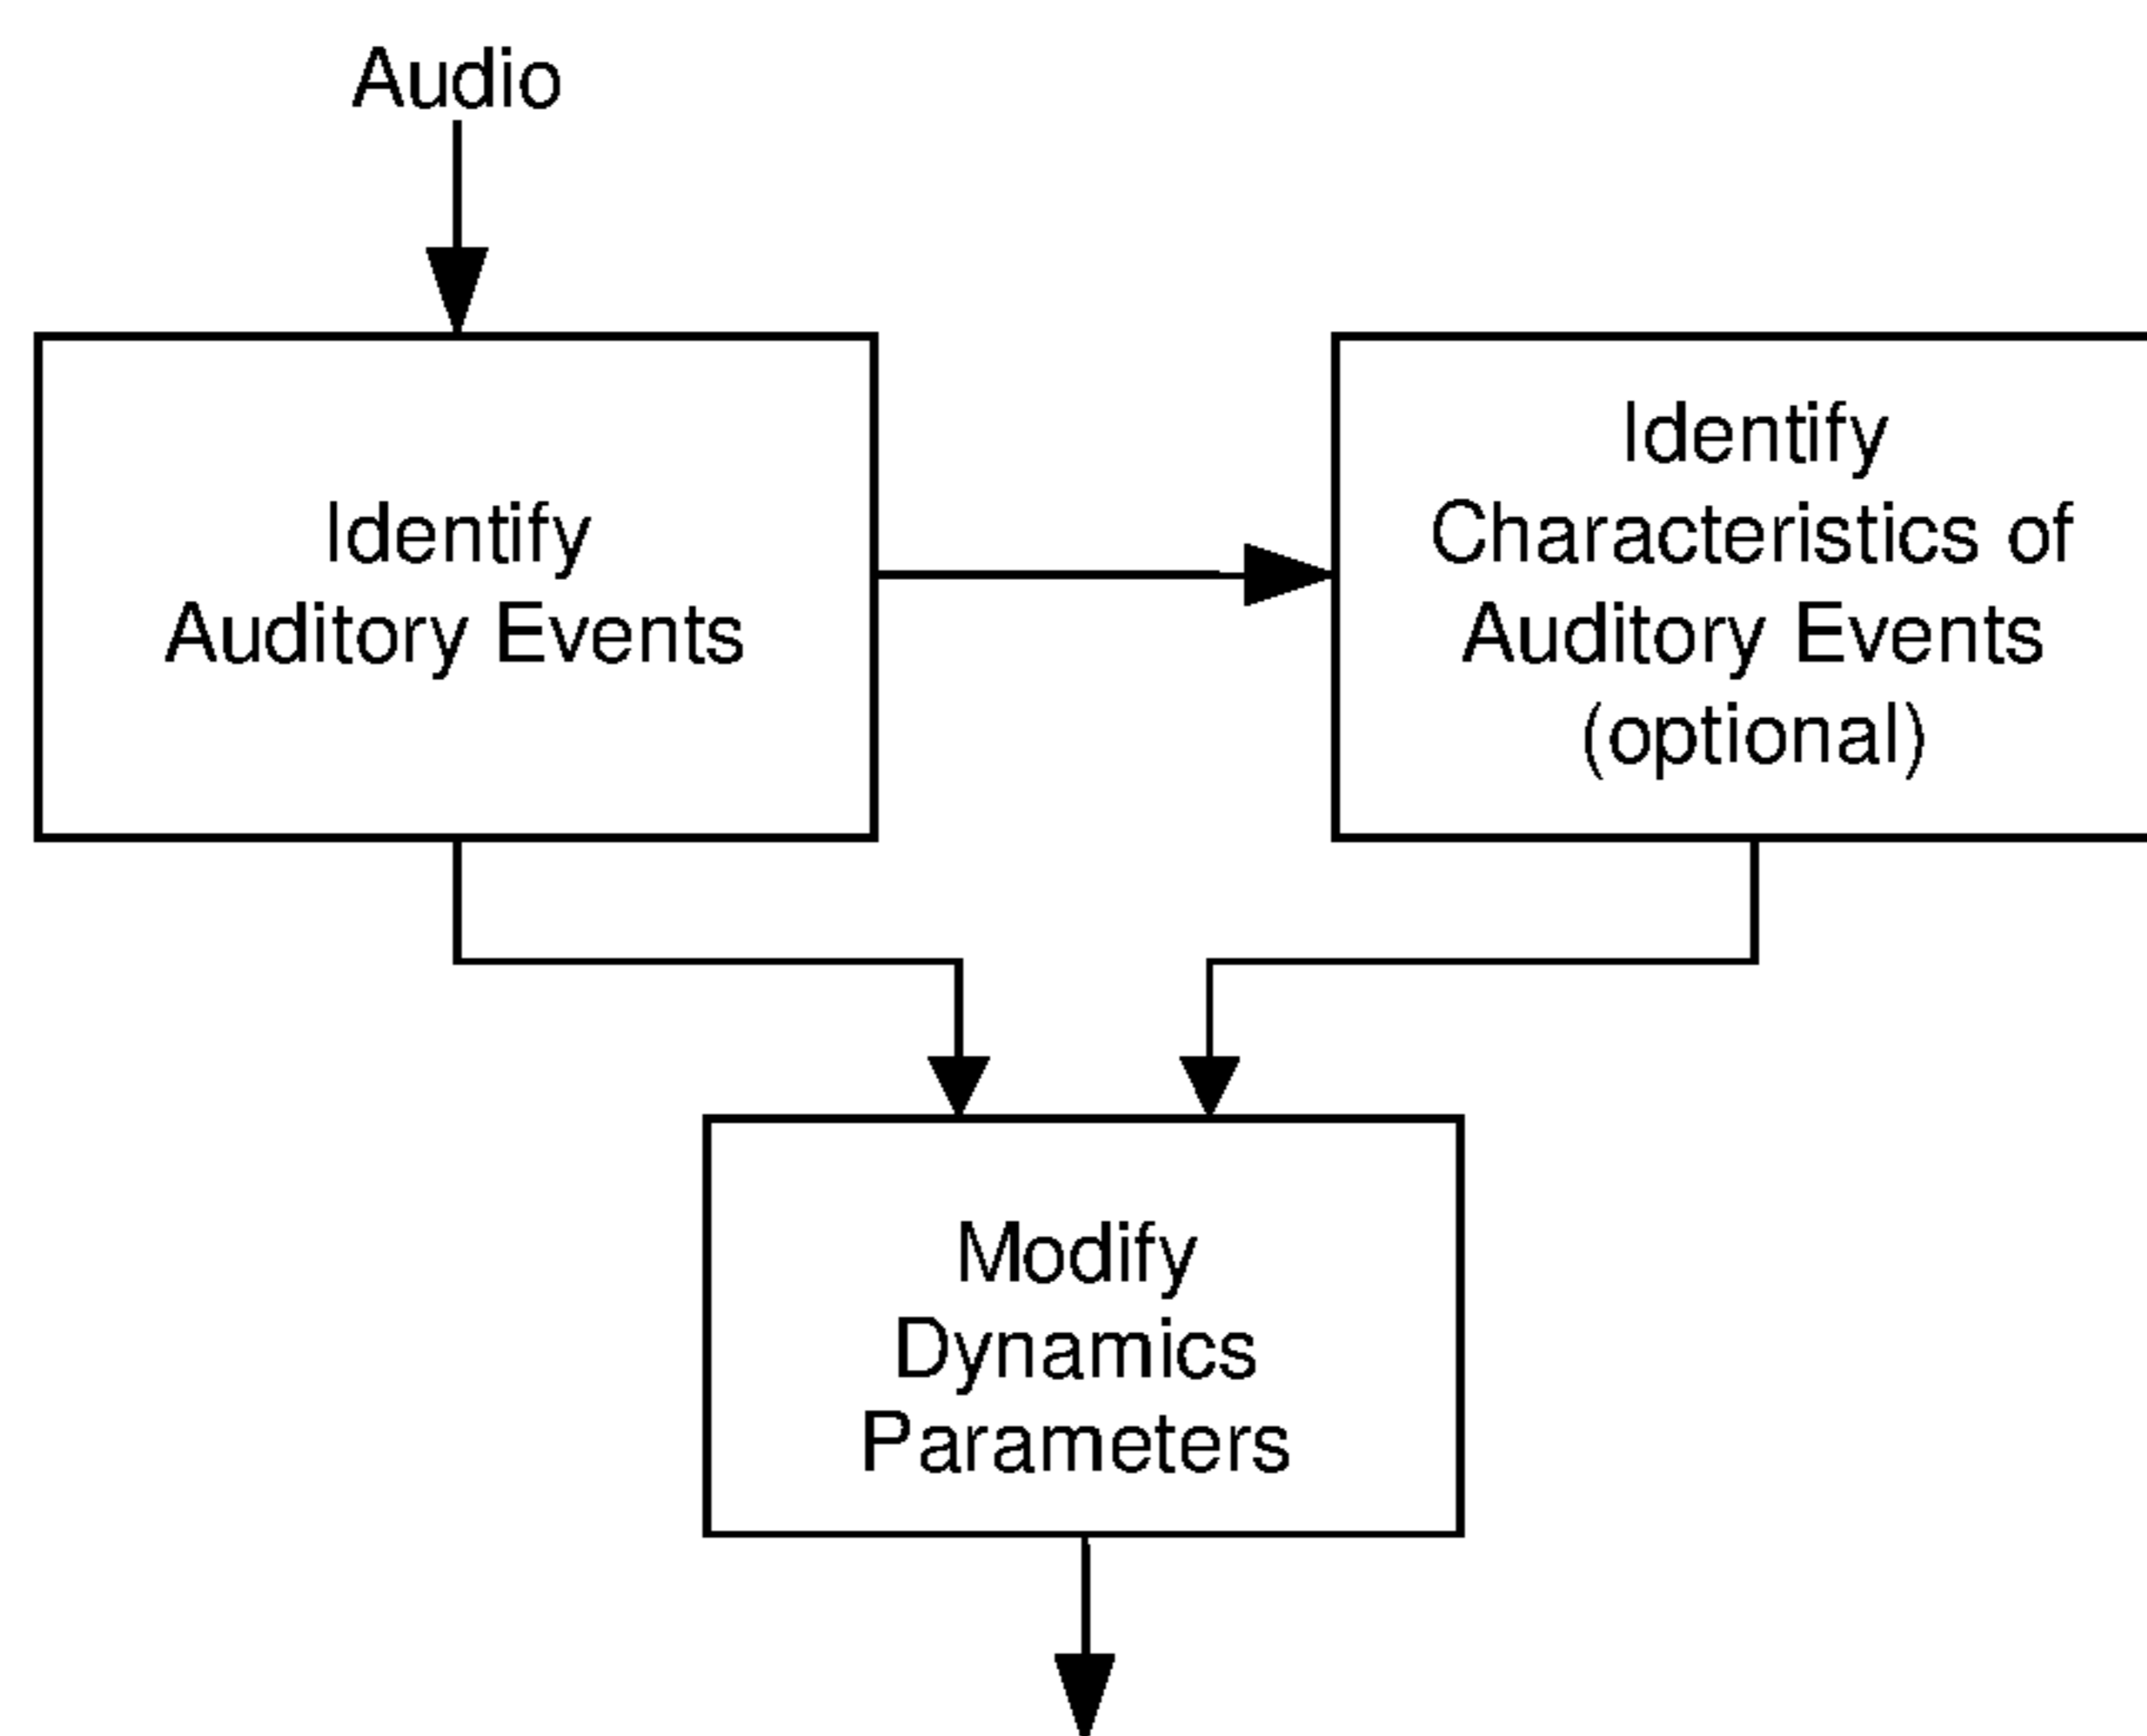 Audio
Identify
Auditory Events
Identify
Characteristics of
Auditory Events
(optional)
Modify
Dynamics
Parameters